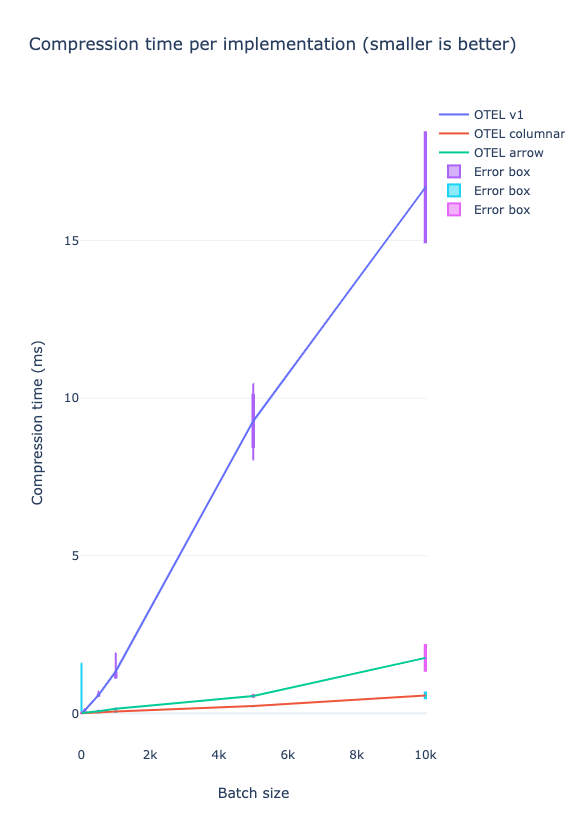 Compression time per implementation (smaller is better)
OTEL v1
OTEL columnar
OTEL arrow
Error box
Error box
Error box
15
10
5
0
Compression time (ms)
0
2k
4k
6k
8k
10k
Batch size